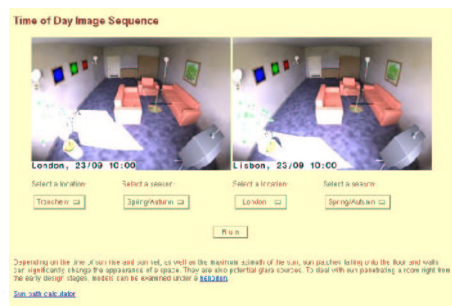 Time of Day Image Sequence
London, 23/09 10:00 Lisbon, 23/09 10:00
Select a location: Select a season: Select a location: Select a season:
Spring/Autumn London Spring/Autumn
Run
Depending on the time of sun rise and sun set, as well as the maximum azimuth of the sun, sun patches falling onto the floor and walls
can significantly change the appearance of a space. They are also potential glare sources. To deal with sun penetrating a room right from
the early design stages, models can be examined under a heliodon.
Sun path calculator